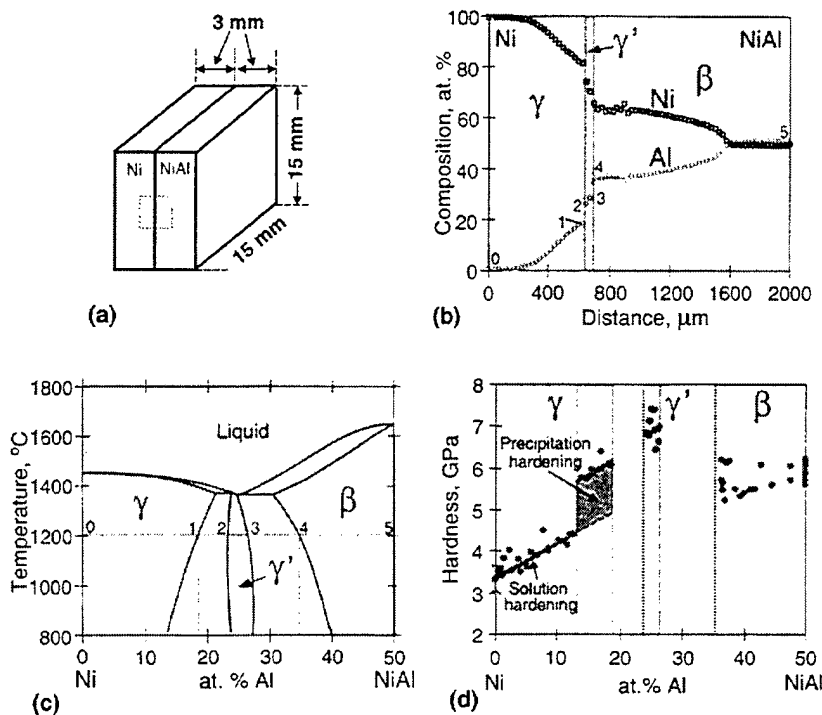 3 mm
Ni
NiAl
15 mm
15 mm
(a)
Composition, at. %
100
80
60
40
20
0
Ni
γ'
NiAl
γ
β
Ni
Al
5
4
2
3
1
0
0
400
800
1200
1600
2000
Distance, μm
(b)
Temperature, °C
1800
1600
1400
1200
1000
800
Liquid
γ
β
0
1
2
3
4
5
γ'
0
10
20
30
40
50
Ni
at. % Al
NiAl
(c)
Hardness, GPa
8
7
6
5
4
3
2
γ
γ'
β
Precipitation
hardening
Solution
hardening
0
10
20
30
40
50
Ni
at.% Al
NiAl
(d)